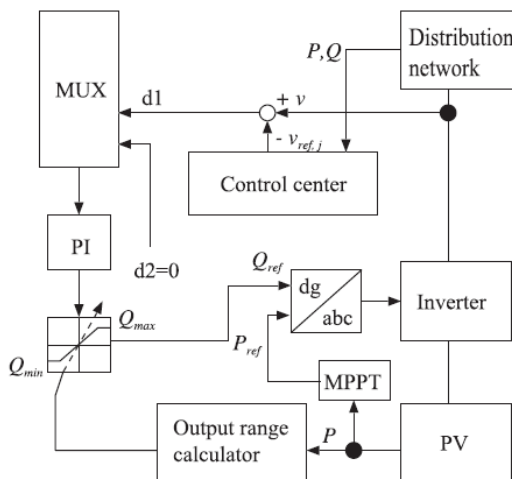 Distribution
network
P,Q
MUX
d1
+ v
- v_ref, j
Control center
PI
d2=0
Q_ref
dg
abc
Inverter
Q_max
P_ref
Q_min
MPPT
Output range
calculator
P
PV